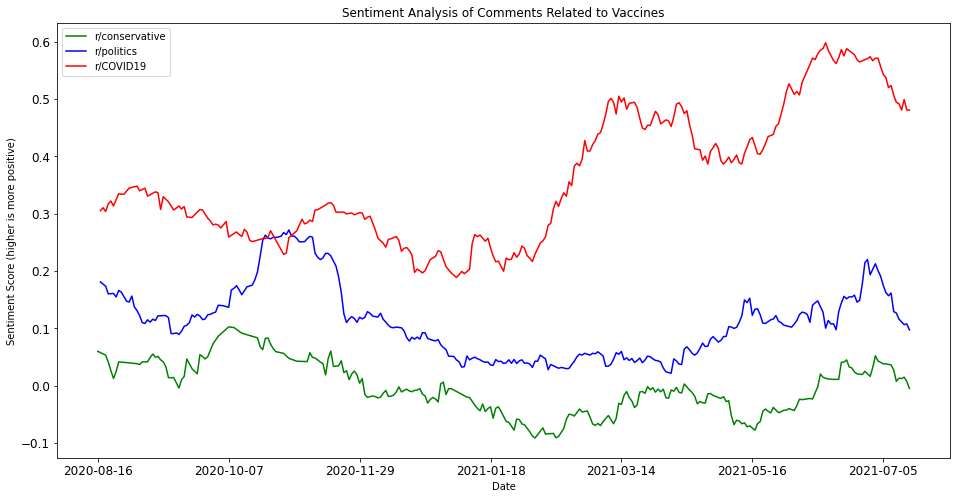 Sentiment Analysis of Comments Related to Vaccines
r/conservative
r/politics
r/COVID19
Sentiment Score (higher is more positive)
0.6
0.5
0.4
0.3
0.2
0.1
0.0
−0.1
2020-08-16 2020-10-07 2020-11-29 2021-01-18 2021-03-14 2021-05-16 2021-07-05
Date